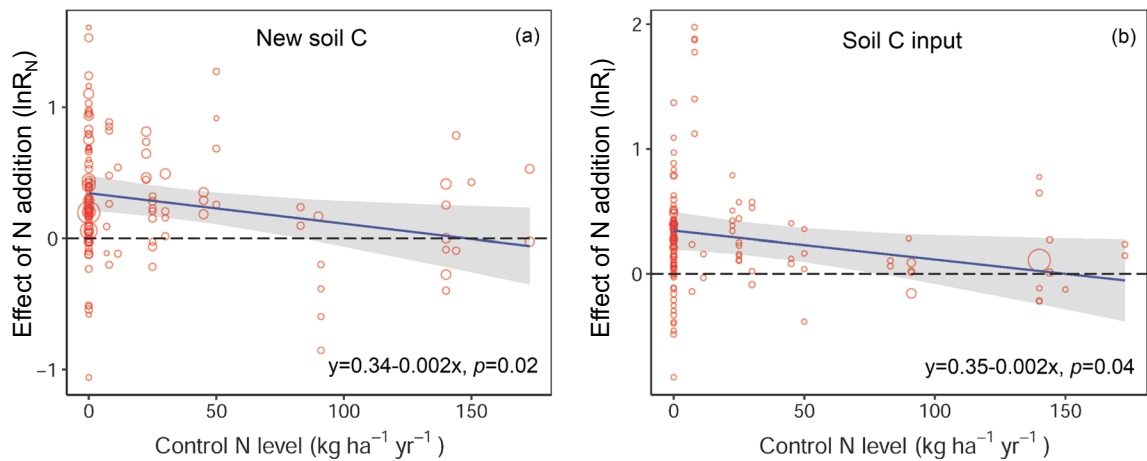 New soil C
(a)
Effect of N addition (lnR_N)
1
0
−1
y=0.34-0.002x, p=0.02
0
50
100
150
Control N level (kg ha⁻¹ yr⁻¹ )
Soil C input
(b)
Effect of N addition (lnR_I)
2
1
0
y=0.35-0.002x, p=0.04
0
50
100
150
Control N level (kg ha⁻¹ yr⁻¹ )